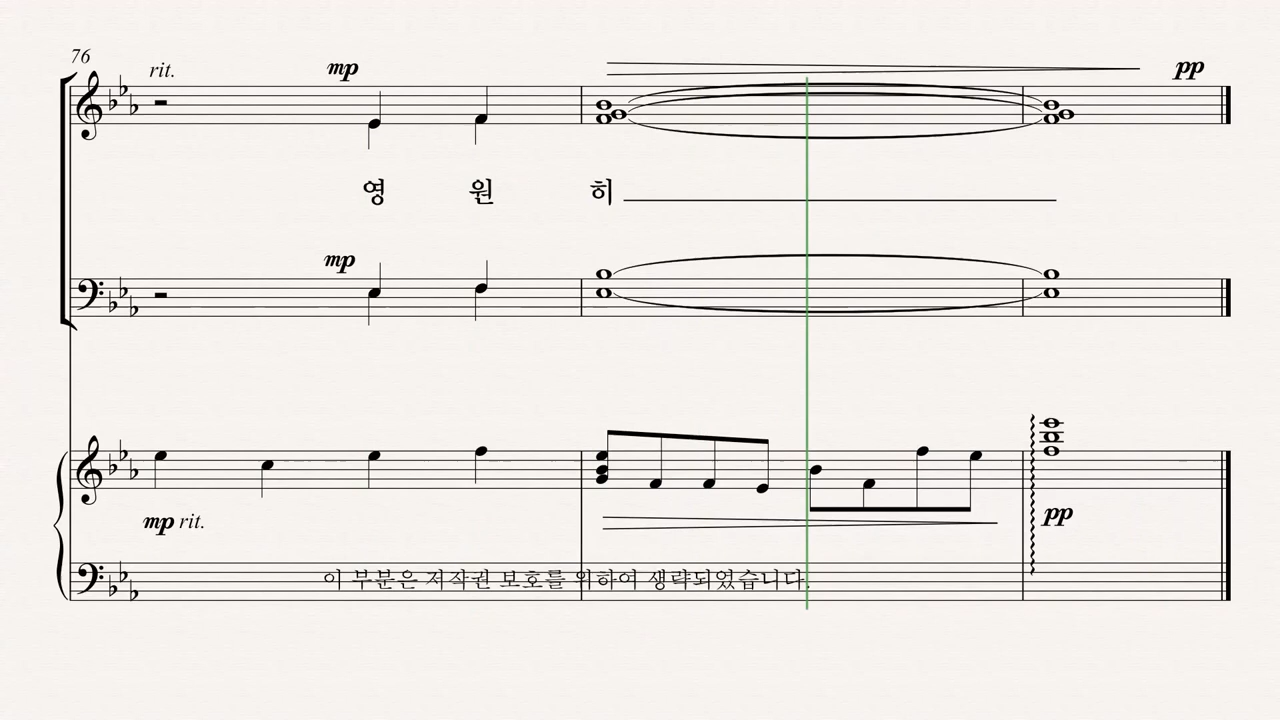 76
rit.
mp
pp
영 원 히
mp
mp rit.
pp
이 부분은 저작권 보호를 위하여 생략되었습니다.